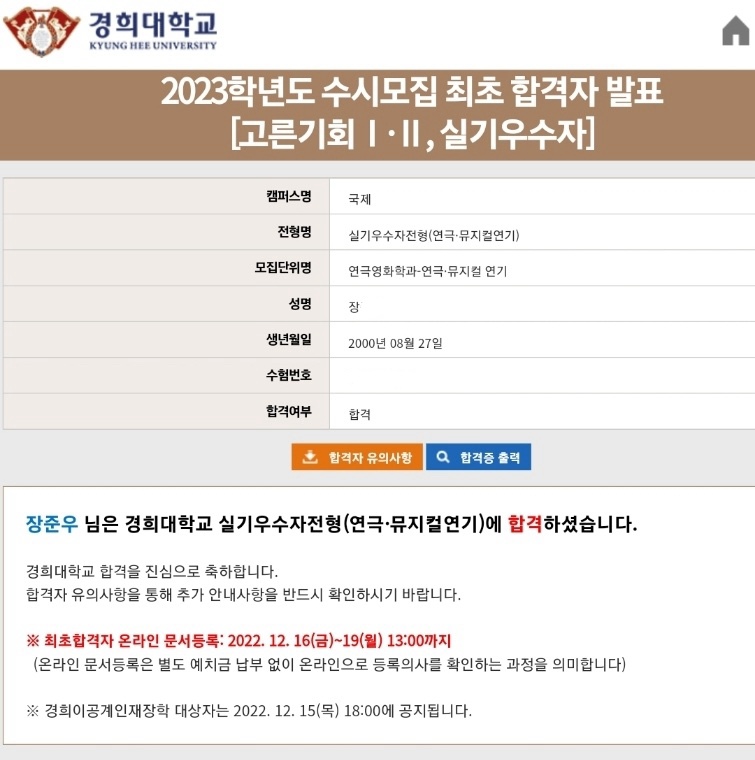 경희대학교
KYUNG HEE UNIVERSITY
2023학년도 수시모집 최초 합격자 발표
[고른기회 Ⅰ·Ⅱ, 실기우수자]
캠퍼스명 국제
전형명 실기우수자전형(연극·뮤지컬연기)
모집단위명 연극영화학과-연극·뮤지컬 연기
성명 장
생년월일 2000년 08월 27일
수험번호
합격여부 합격
합격자 유의사항 합격증 출력
장준우 님은 경희대학교 실기우수자전형(연극·뮤지컬연기)에 합격하셨습니다.
경희대학교 합격을 진심으로 축하합니다.
합격자 유의사항을 통해 추가 안내사항을 반드시 확인하시기 바랍니다.
※ 최초합격자 온라인 문서등록: 2022. 12. 16(금)~19(월) 13:00까지
(온라인 문서등록은 별도 예치금 납부 없이 온라인으로 등록의사를 확인하는 과정을 의미합니다)
※ 경희이공계인재장학 대상자는 2022. 12. 15(목) 18:00에 공지됩니다.